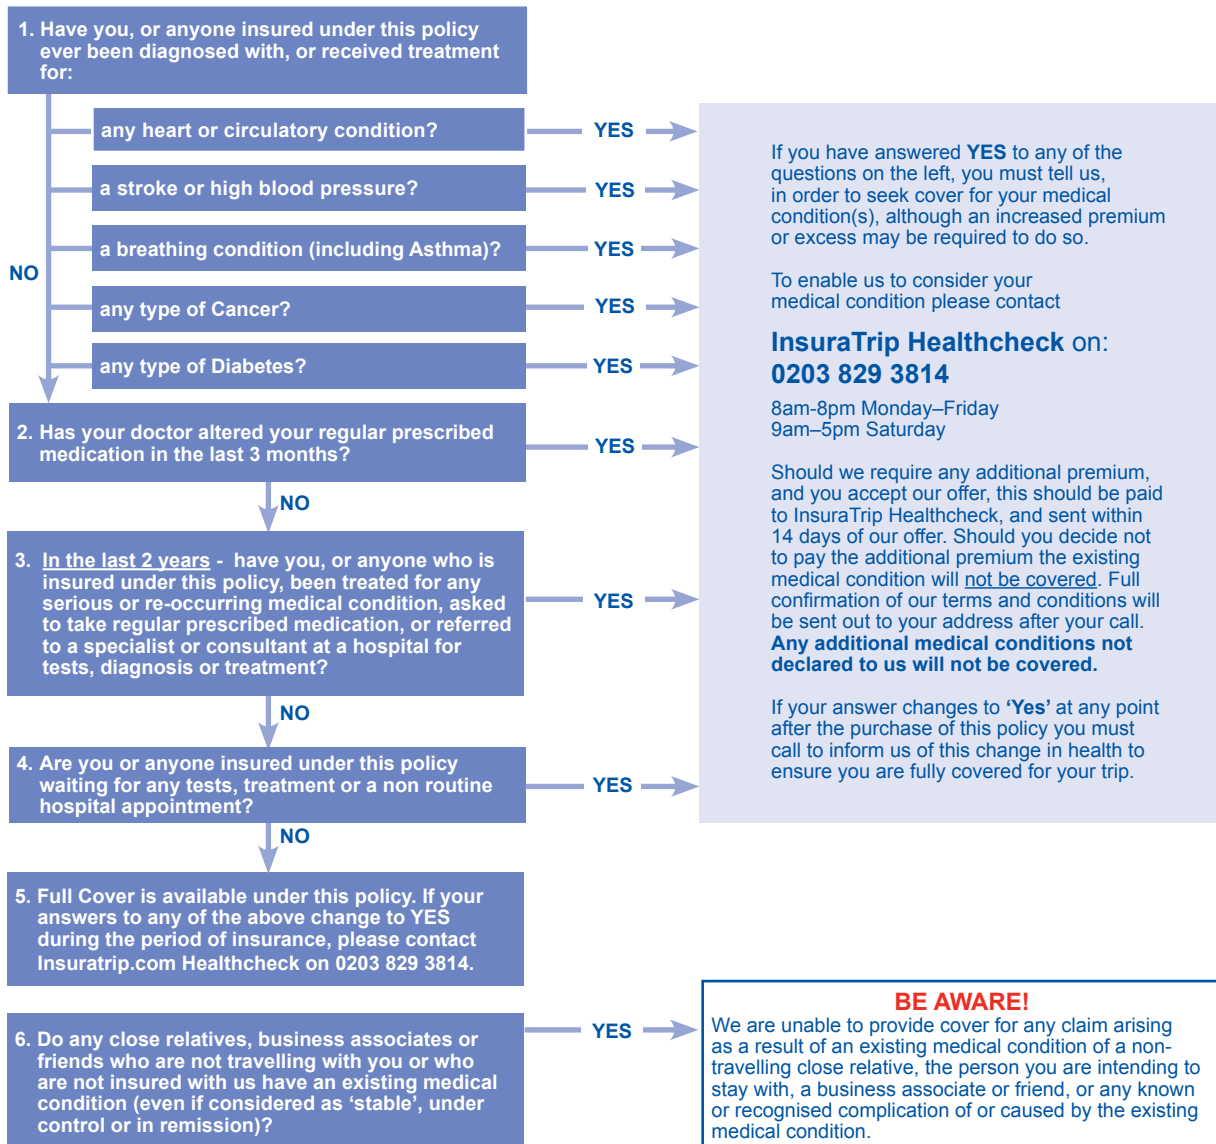 1. Have you, or anyone insured under this policy
ever been diagnosed with, or received treatment
for:
any heart or circulatory condition?
YES
a stroke or high blood pressure?
YES
a breathing condition (including Asthma)?
YES
NO
any type of Cancer?
YES
any type of Diabetes?
YES
2. Has your doctor altered your regular prescribed
medication in the last 3 months?
YES
NO
3. In the last 2 years - have you, or anyone who is
insured under this policy, been treated for any
serious or re-occurring medical condition, asked
to take regular prescribed medication, or referred
to a specialist or consultant at a hospital for
tests, diagnosis or treatment?
YES
NO
4. Are you or anyone insured under this policy
waiting for any tests, treatment or a non routine
hospital appointment?
YES
NO
5. Full Cover is available under this policy. If your
answers to any of the above change to YES
during the period of insurance, please contact
Insuratrip.com Healthcheck on 0203 829 3814.
If you have answered YES to any of the
questions on the left, you must tell us,
in order to seek cover for your medical
condition(s), although an increased premium
or excess may be required to do so.
To enable us to consider your
medical condition please contact
InsuraTrip Healthcheck on:
0203 829 3814
8am-8pm Monday–Friday
9am–5pm Saturday
Should we require any additional premium,
and you accept our offer, this should be paid
to InsuraTrip Healthcheck, and sent within
14 days of our offer. Should you decide not
to pay the additional premium the existing
medical condition will not be covered. Full
confirmation of our terms and conditions will
be sent out to your address after your call.
Any additional medical conditions not
declared to us will not be covered.
If your answer changes to ‘Yes’ at any point
after the purchase of this policy you must
call to inform us of this change in health to
ensure you are fully covered for your trip.
6. Do any close relatives, business associates or
friends who are not travelling with you or who
are not insured with us have an existing medical
condition (even if considered as ‘stable’, under
control or in remission)?
YES
BE AWARE!
We are unable to provide cover for any claim arising
as a result of an existing medical condition of a non-
travelling close relative, the person you are intending to
stay with, a business associate or friend, or any known
or recognised complication of or caused by the existing
medical condition.